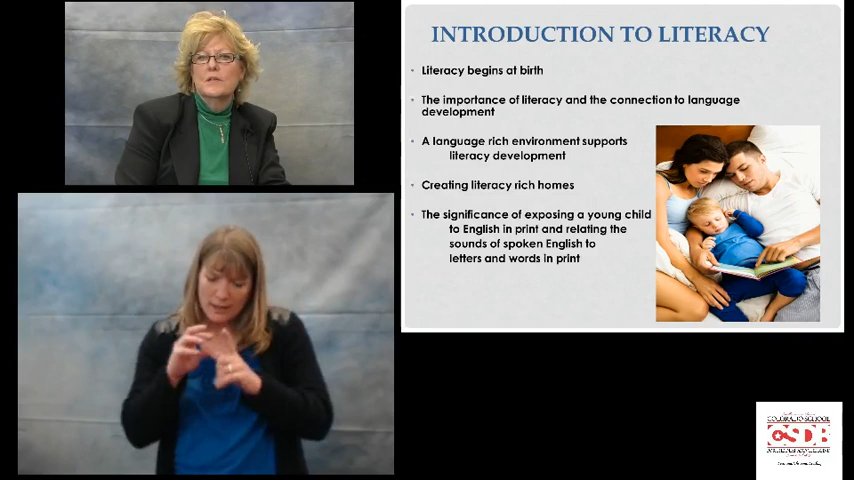 INTRODUCTION TO LITERACY
Literacy begins at birth
The importance of literacy and the connection to language
development
A language rich environment supports
literacy development
Creating literacy rich homes
The significance of exposing a young child
to English in print and relating the
sounds of spoken English to
letters and words in print
COLORADO SCHOOL
CSDB